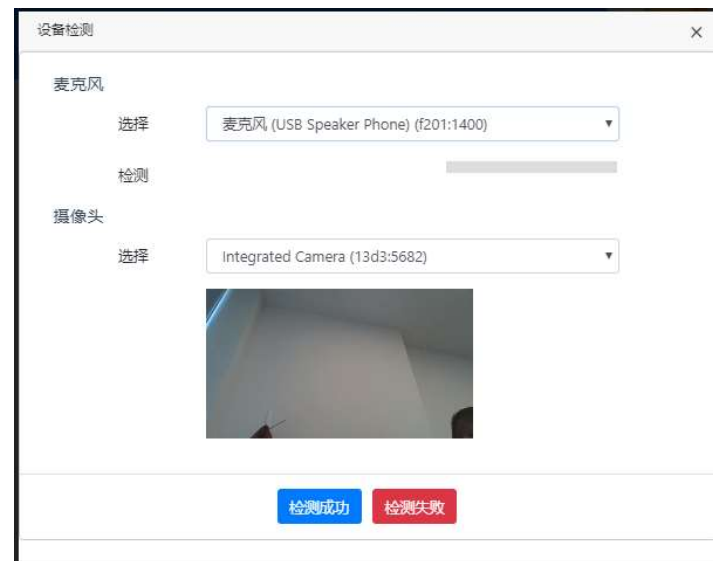 设备检测
麦克风
选择 麦克风 (USB Speaker Phone) (f201:1400)
检测
摄像头
选择 Integrated Camera (13d3:5682)
检测成功 检测失败